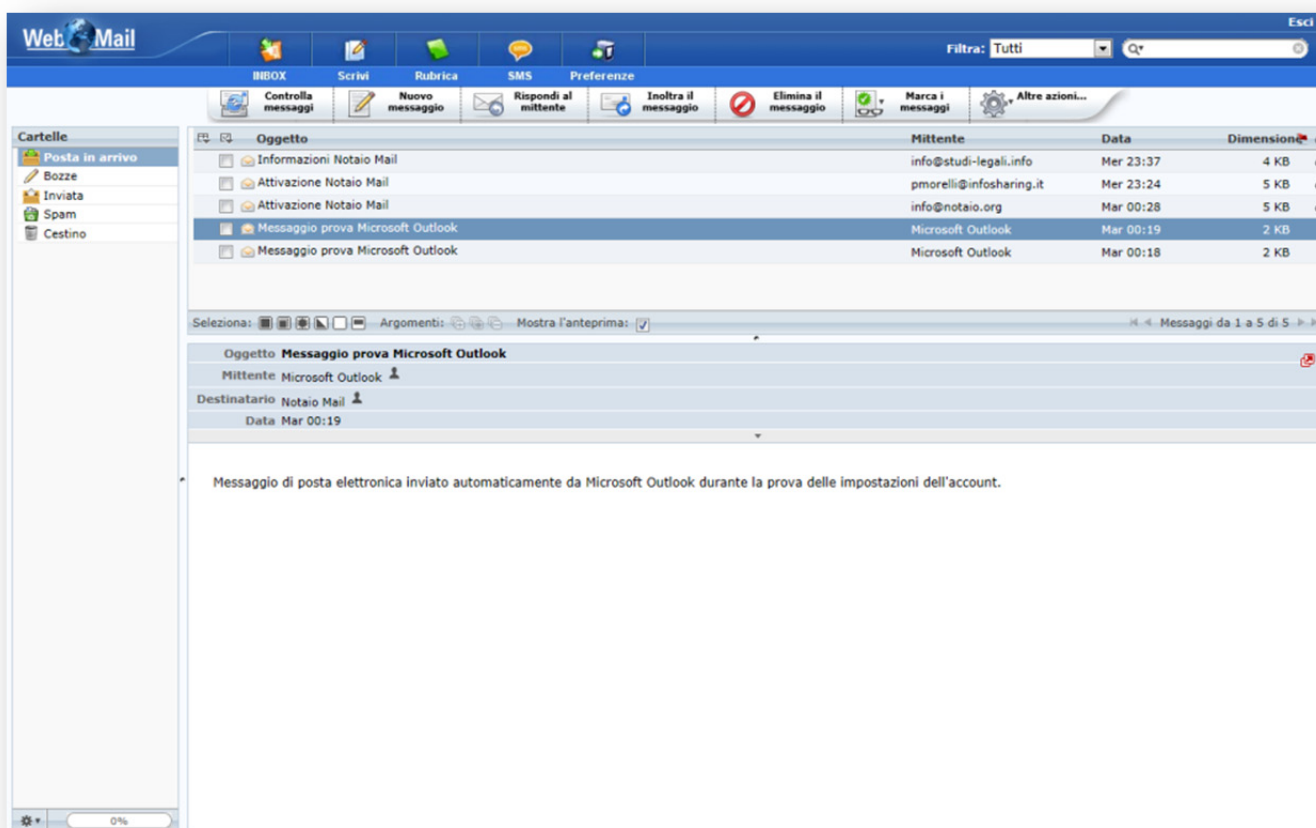 Esci
WebMail
Filtra: Tutti
INBOX Scrivi Rubrica SMS Preferenze
Controlla messaggi
Nuovo messaggio
Rispondi al mittente
Inoltra il messaggio
Elimina il messaggio
Marca i messaggi
Altre azioni...
Cartelle
Posta in arrivo
Bozze
Inviata
Spam
Cestino
Oggetto Mittente Data Dimensione
Informazioni Notaio Mail info@studi-legali.info Mer 23:37 4 KB
Attivazione Notaio Mail pmorelli@infosharing.it Mer 23:24 5 KB
Attivazione Notaio Mail info@notaio.org Mar 00:28 5 KB
Messaggio prova Microsoft Outlook Microsoft Outlook Mar 00:19 2 KB
Messaggio prova Microsoft Outlook Microsoft Outlook Mar 00:18 2 KB
Seleziona: Argomenti: Mostra l'anteprima: Messaggi da 1 a 5 di 5
Oggetto Messaggio prova Microsoft Outlook
Mittente Microsoft Outlook
Destinatario Notaio Mail
Data Mar 00:19
Messaggio di posta elettronica inviato automaticamente da Microsoft Outlook durante la prova delle impostazioni dell'account.
0%